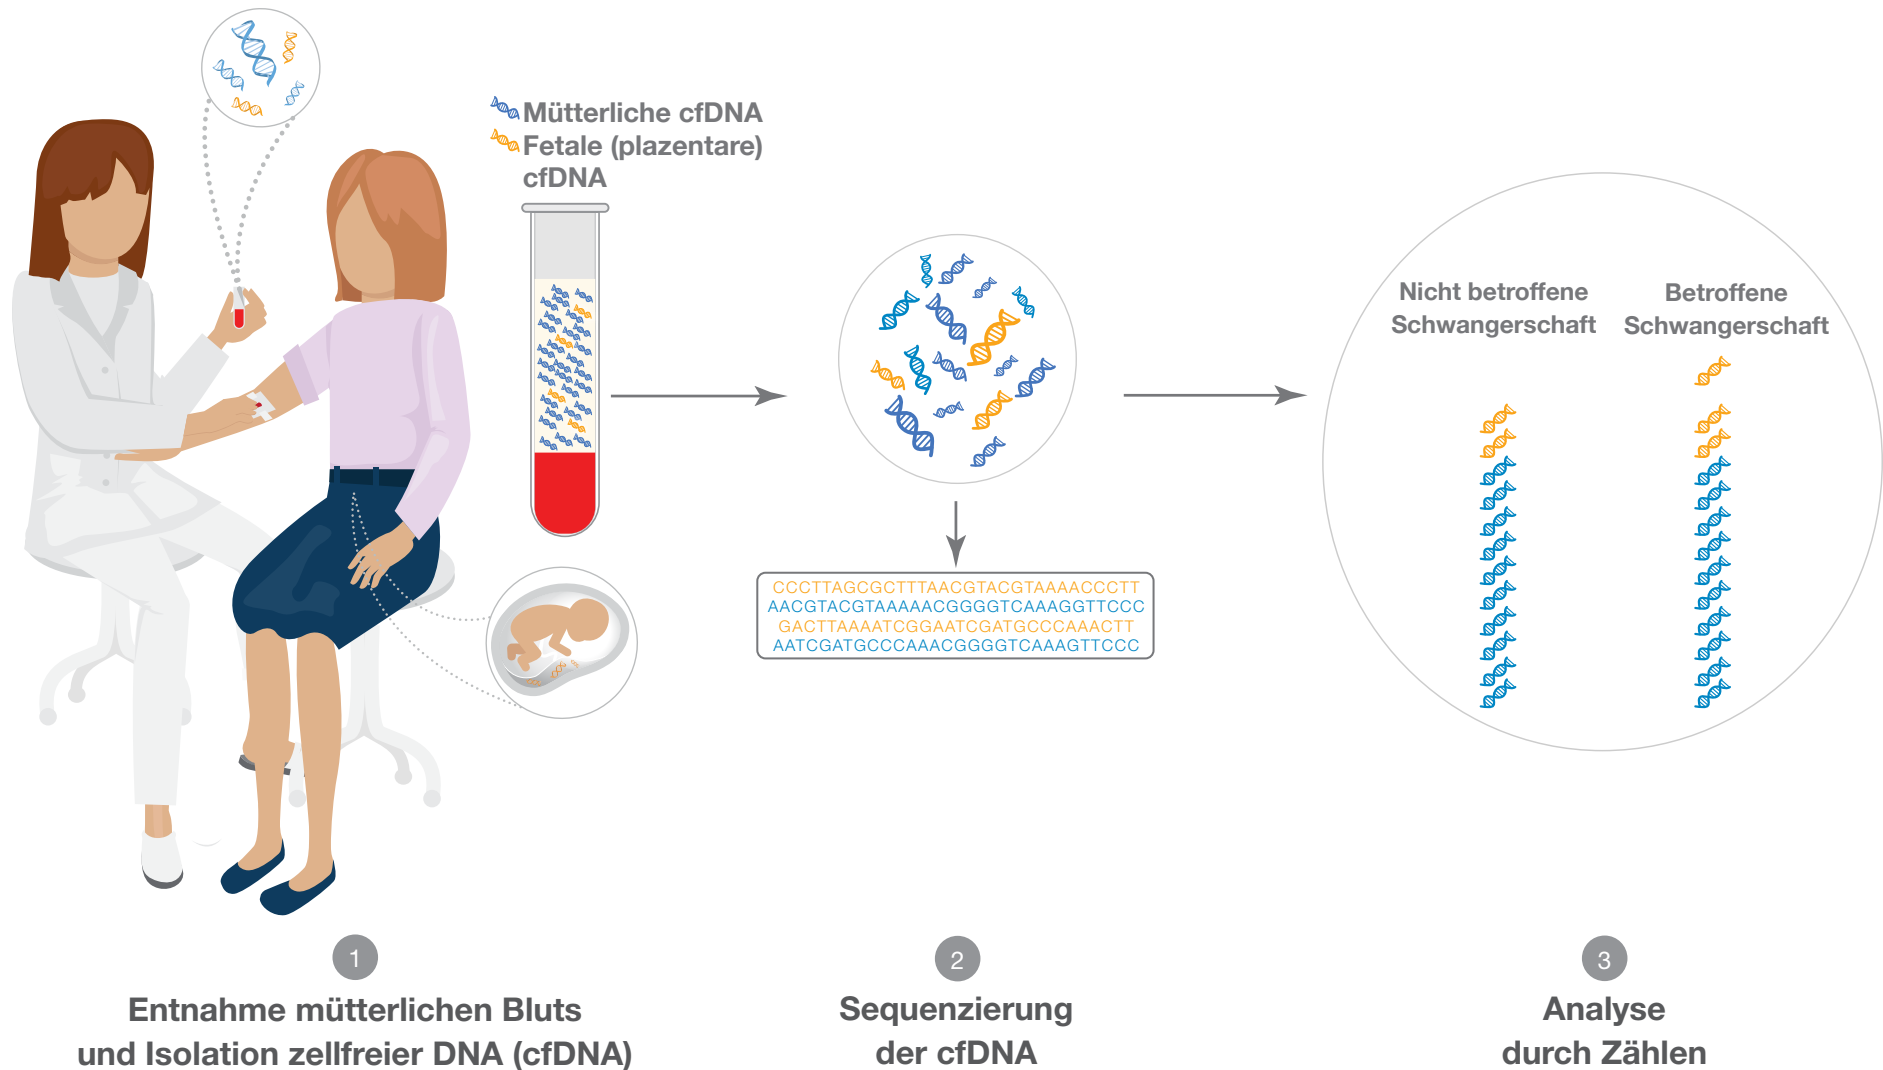 Mütterliche cfDNA
Fetale (plazentare)
cfDNA
CCCTTAGCGCTTTAACGTACGTAAAACCCTT
AACGTACGTAAAAACGGGGTCAAAGGTTCCC
GACTTAAAATCGGAATCGATGCCCAAACTT
AATCGATGCCCAAACGGGGTCAAAGTTCCC
Nicht betroffene
Schwangerschaft
Betroffene
Schwangerschaft
1
Entnahme mütterlichen Bluts
und Isolation zellfreier DNA (cfDNA)
2
Sequenzierung
der cfDNA
3
Analyse
durch Zählen